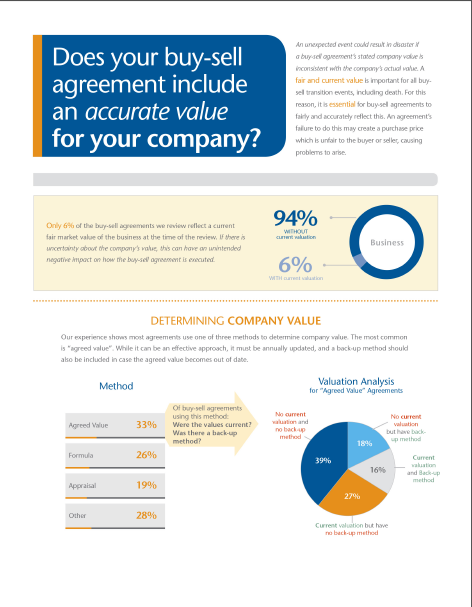 Does your buy-sell
agreement include
an accurate value
for your company?
An unexpected event could result in disaster if
a buy-sell agreement's stated company value is
inconsistent with the company's actual value. A
fair and current value is important for all buy-
sell transition events, including death. For this
reason, it is essential for buy-sell agreements to
fairly and accurately reflect this. An agreement's
failure to do this may create a purchase price
which is unfair to the buyer or seller, causing
problems to arise.
Only 6% of the buy-sell agreements we review reflect a current
fair market value of the business at the time of the review. If there is
uncertainty about the company's value, this can have an unintended
negative impact on how the buy-sell agreement is executed.
94%
WITHOUT
current valuation
6%
WITH current valuation
Business
DETERMINING COMPANY VALUE
Our experience shows most agreements use one of three methods to determine company value. The most common
is "agreed value". While it can be an effective approach, it must be annually updated, and a back-up method should
also be included in case the agreed value becomes out of date.
Method
Agreed Value 33%
Formula 26%
Appraisal 19%
Other 28%
Of buy-sell agreements
using this method:
Were the values current?
Was there a back-up
method?
Valuation Analysis
for "Agreed Value" Agreements
No current
valuation and
no back-up
method
No current
valuation
but have back-
up method
Current
valuation
and Back-up
method
Current valuation but have
no back-up method
39%
18%
16%
27%